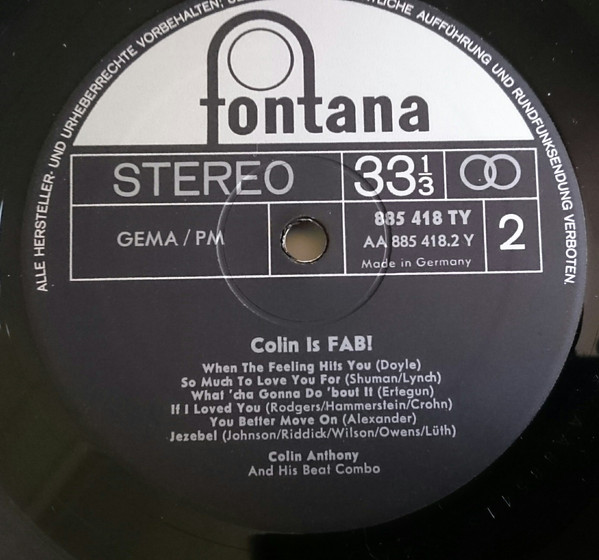 ALLE HERSTELLER- UND URHEBERRECHTE VORBEHALTEN;
TLICHE AUFFÜHRUNG UND RUNDFUNKSENDUNG VERBOTEN.
fontana
STEREO
33 1/3
GEMA / PM
885 418 TY
AA 885 418.2 Y
Made in Germany
2
Colin Is FAB!
When The Feeling Hits You (Doyle)
So Much To Love You For (Shuman/Lynch)
What 'cha Gonna Do 'bout It (Ertegun)
If I Loved You (Rodgers/Hammerstein/Crohn)
You Better Move On (Alexander)
Jezebel (Johnson/Riddick/Wilson/Owens/Lüth)
Colin Anthony
And His Beat Combo